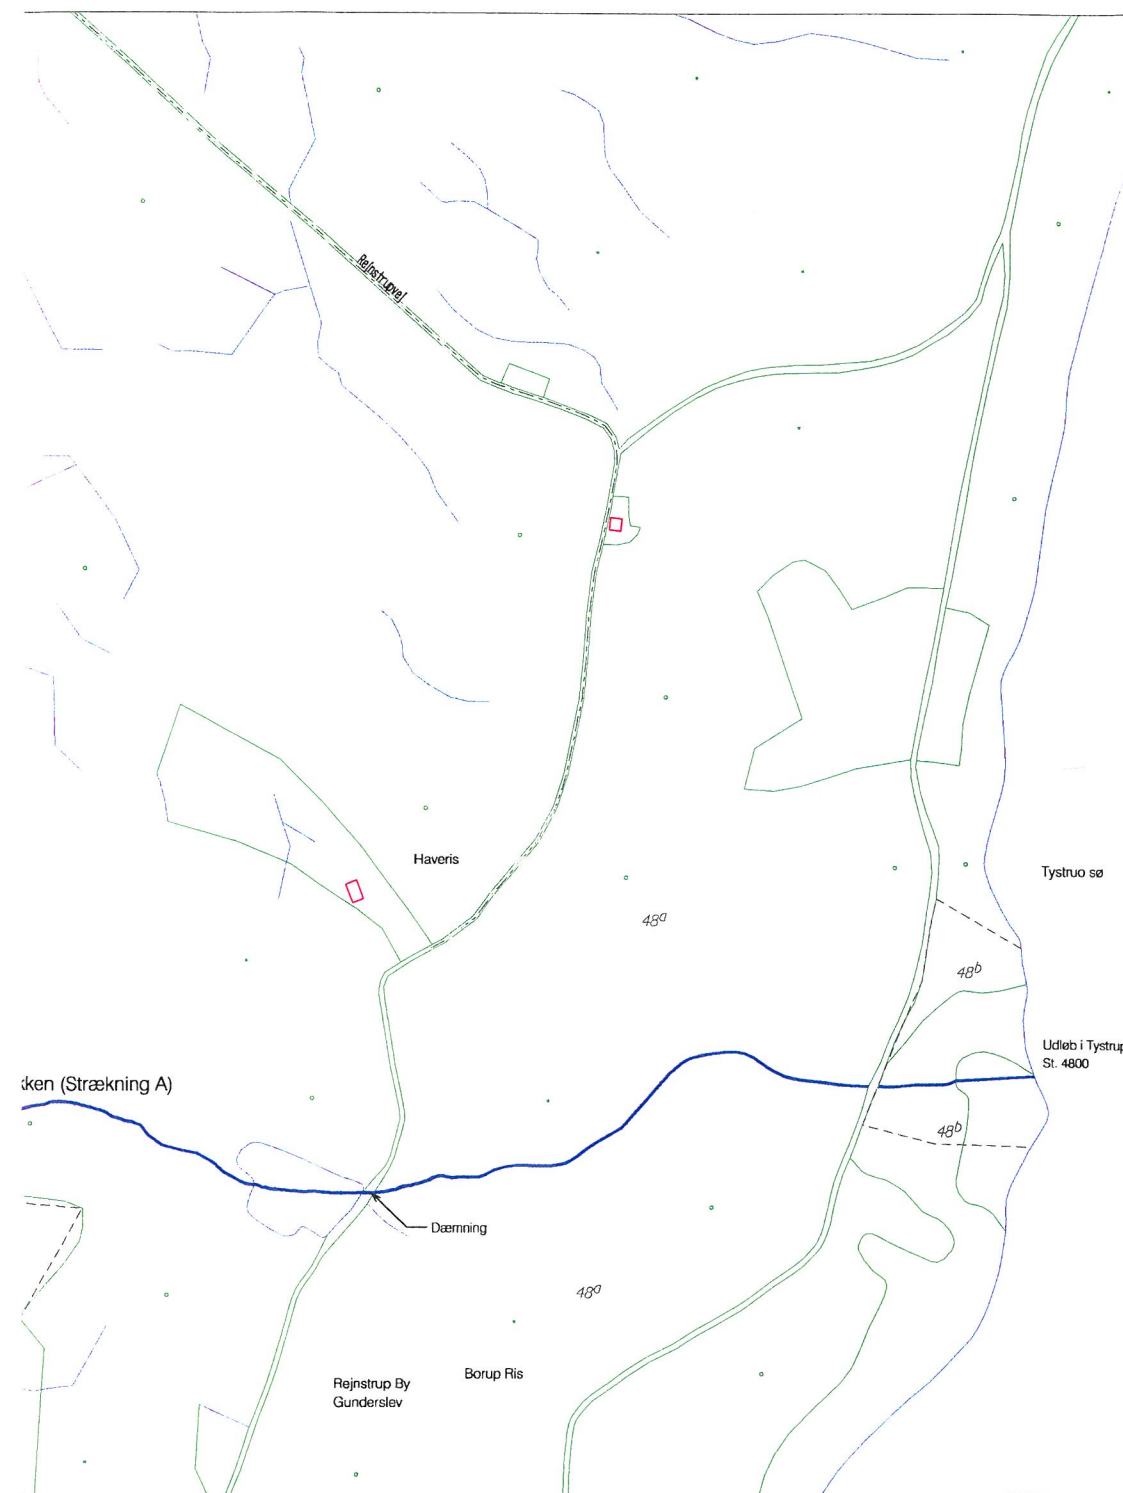 Rejnstrupvej
Haveris
48a
Tystruo sø
48b
Udløb i Tystrup
St. 4800
kken (Strækning A)
48b
Dæmning
48a
Borup Ris
Rejnstrup By
Gunderslev